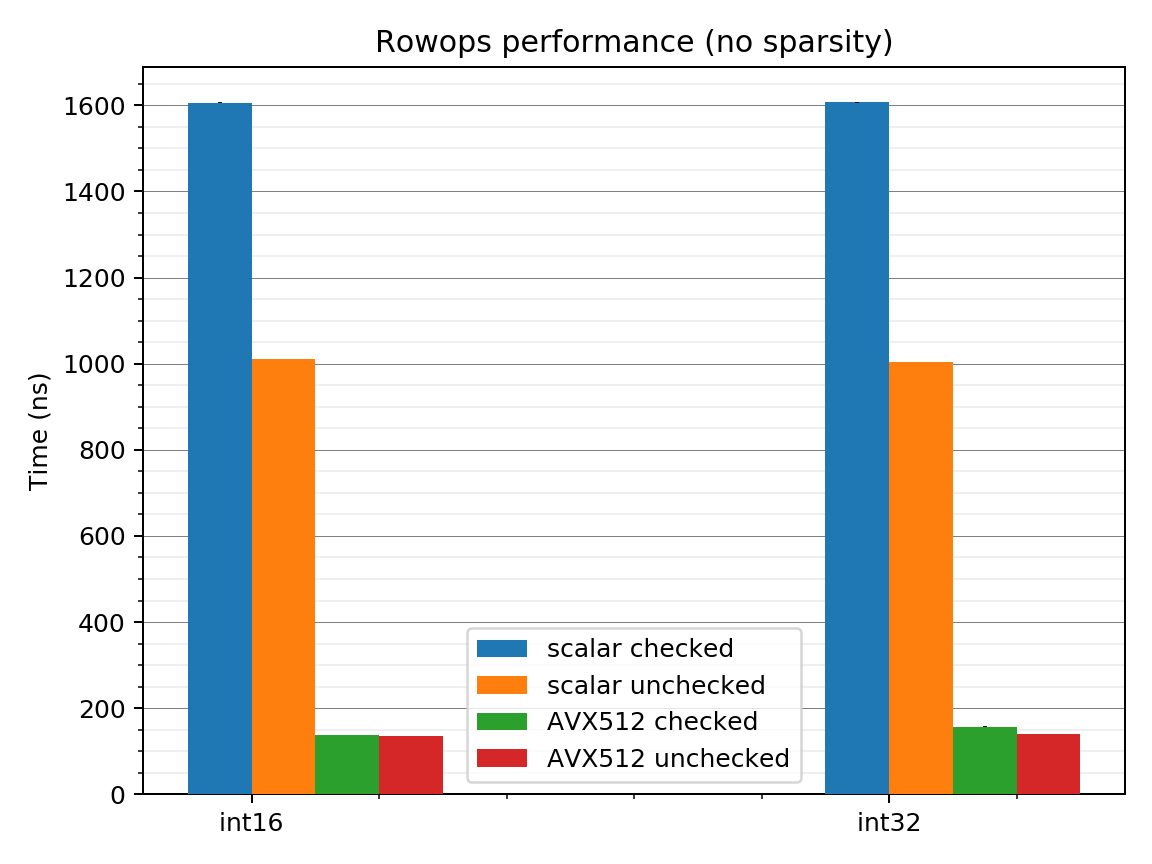 Rowops performance (no sparsity)
Time (ns)
1600
1400
1200
1000
800
600
400
200
0
scalar checked
scalar unchecked
AVX512 checked
AVX512 unchecked
int16
int32